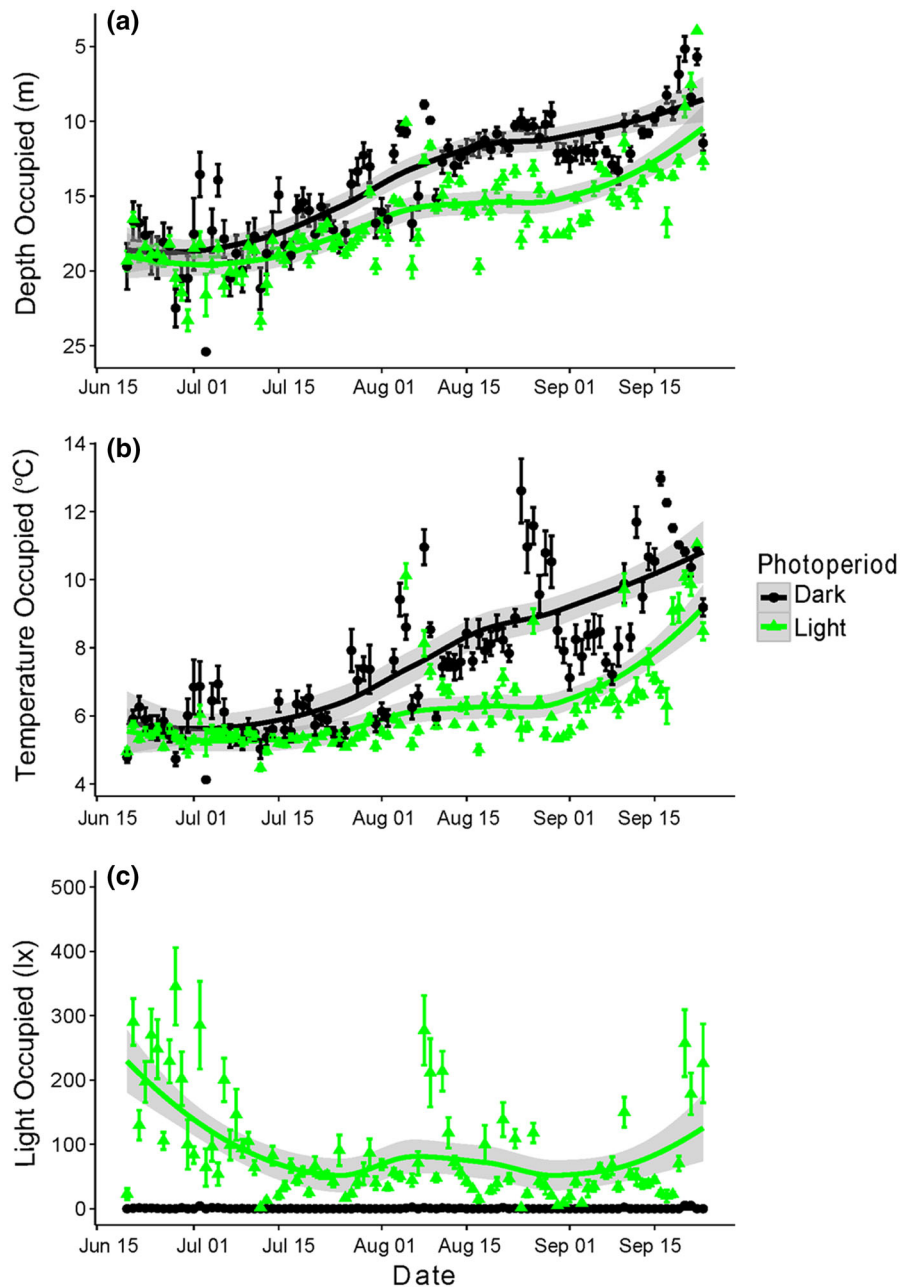 (a)
Depth Occupied (m)
5
10
15
20
25
Jun 15 Jul 01 Jul 15 Aug 01 Aug 15 Sep 01 Sep 15
(b)
Temperature Occupied (°C)
14
12
10
8
6
4
Jun 15 Jul 01 Jul 15 Aug 01 Aug 15 Sep 01 Sep 15
Photoperiod
Dark
Light
(c)
Light Occupied (lx)
500
400
300
200
100
0
Jun 15 Jul 01 Jul 15 Aug 01 Aug 15 Sep 01 Sep 15
Date